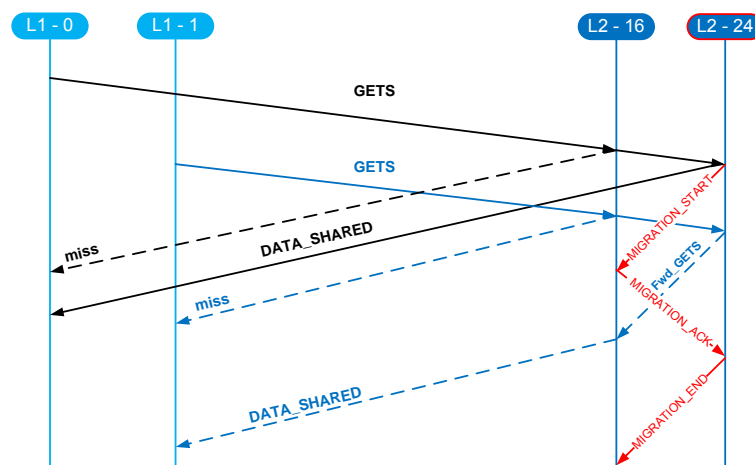 L1 - 0
L1 - 1
L2 - 16
L2 - 24
GETS
GETS
MIGRATION_START
DATA_SHARED
miss
Fwd_GETS
miss
MIGRATION_ACK
DATA_SHARED
MIGRATION_END